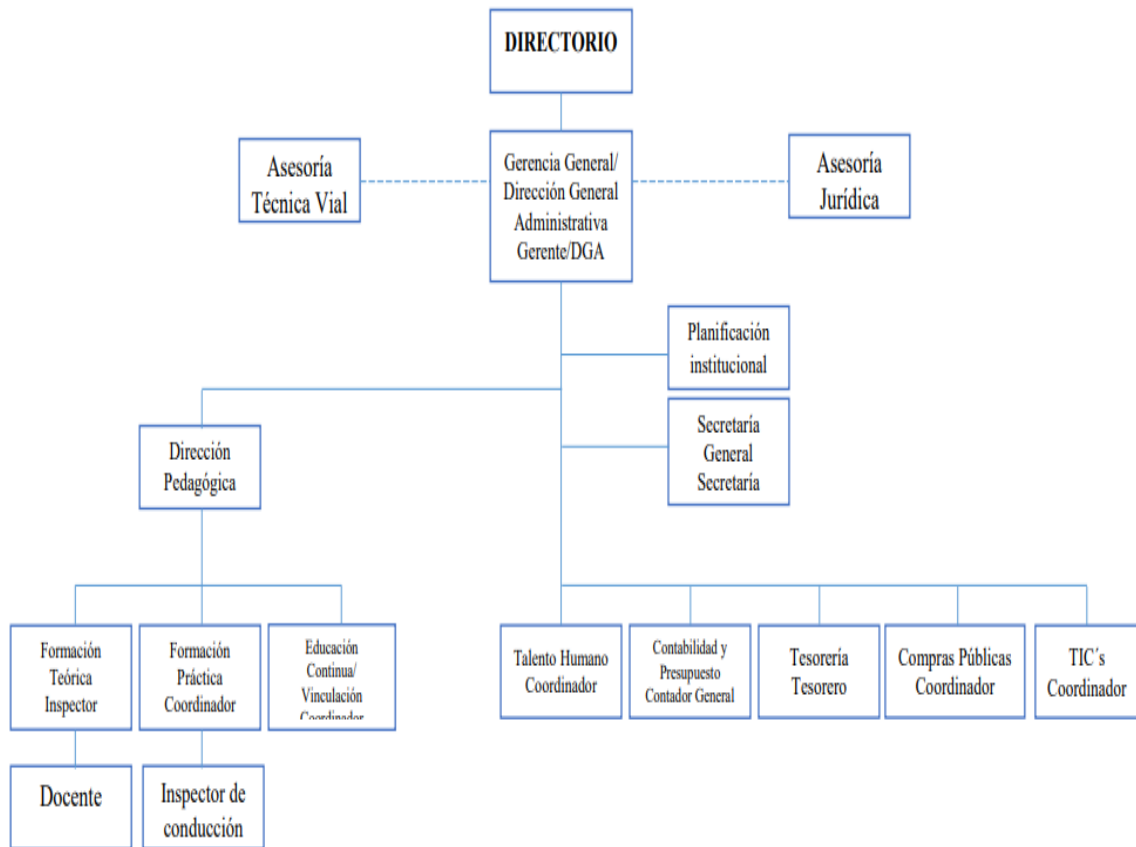 DIRECTORIO
Asesoría
Técnica Vial
Gerencia General/
Dirección General
Administrativa
Gerente/DGA
Asesoría
Jurídica
Planificación
institucional
Secretaría
General
Secretaría
Dirección
Pedagógica
Formación
Teórica
Inspector
Formación
Práctica
Coordinador
Educación
Continua/
Vinculación
Coordinador
Talento Humano
Coordinador
Contabilidad y
Presupuesto
Contador General
Tesorería
Tesorero
Compras Públicas
Coordinador
TIC´s
Coordinador
Docente
Inspector de
conducción